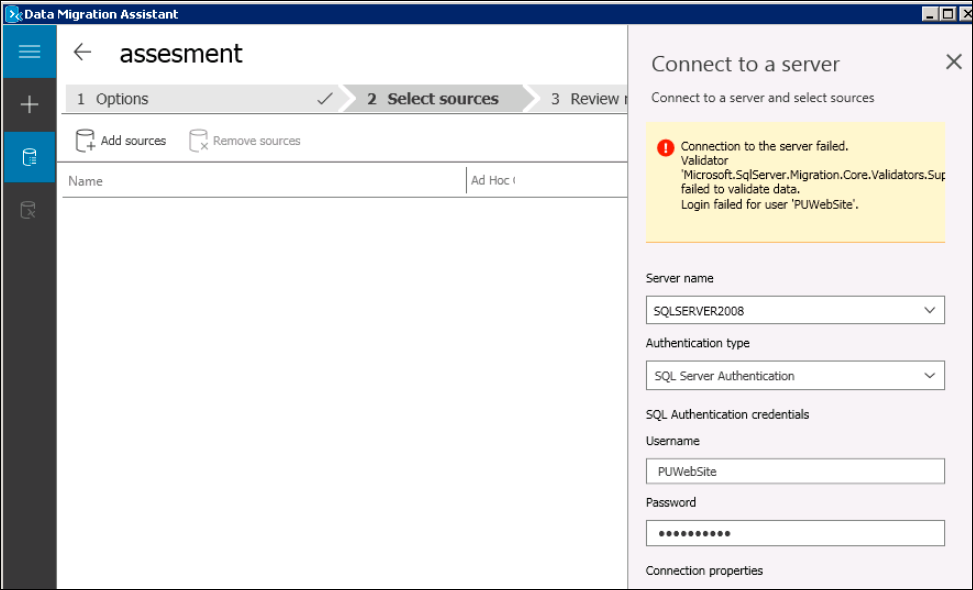 Data Migration Assistant
assesment
1 Options
2 Select sources
3 Review
Add sources
Remove sources
Name
Ad Hoc
Connect to a server
Connect to a server and select sources
Connection to the server failed.
Validator
'Microsoft.SqlServer.Migration.Core.Validators.Sup
failed to validate data.
Login failed for user 'PUWebSite'.
Server name
SQLSERVER2008
Authentication type
SQL Server Authentication
SQL Authentication credentials
Username
PUWebSite
Password
••••••••••
Connection properties